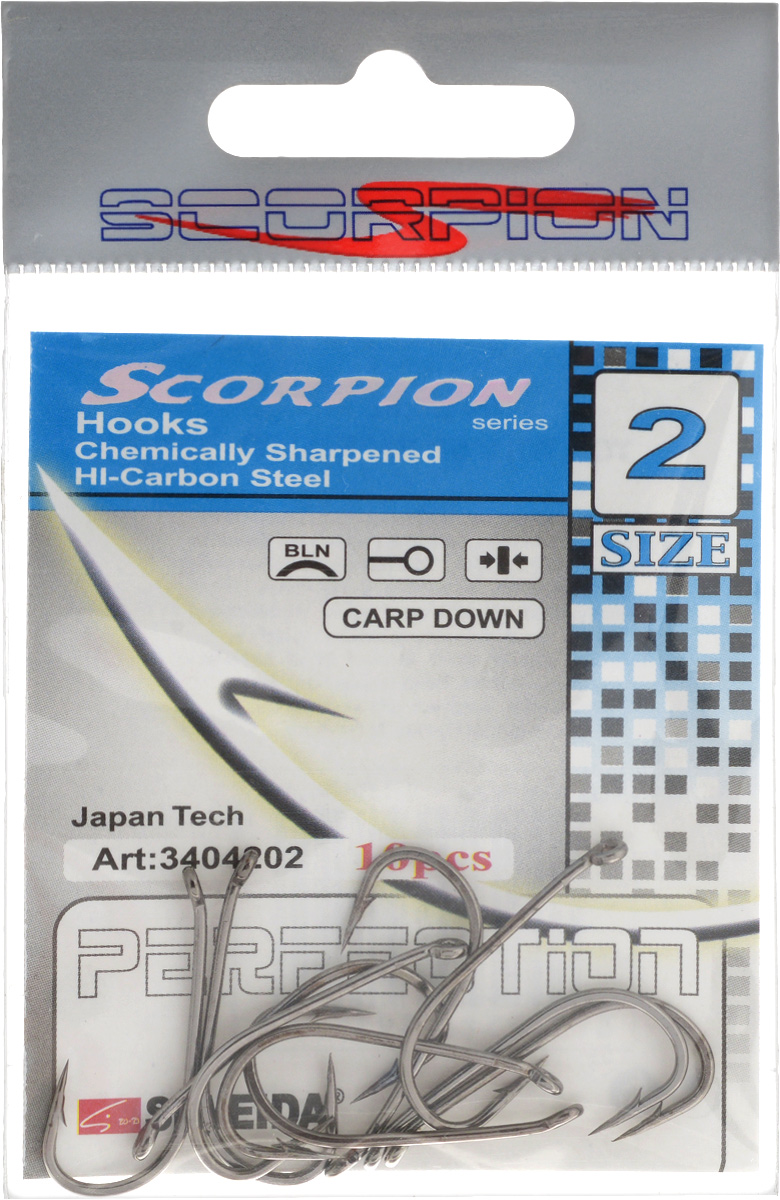 SCORPION
SCORPION
Hooks series
Chemically Sharpened
HI-Carbon Steel
2
SIZE
BLN
CARP DOWN
Japan Tech
Art:3404202 10pcs
PERFECTION